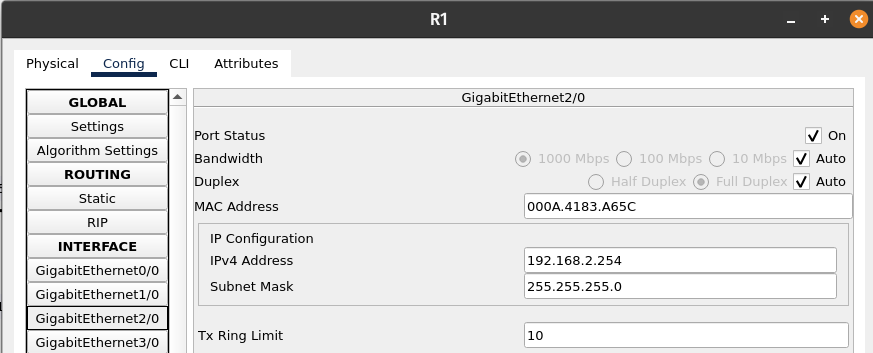 R1
Physical Config CLI Attributes
GLOBAL
Settings
Algorithm Settings
ROUTING
Static
RIP
INTERFACE
GigabitEthernet0/0
GigabitEthernet1/0
GigabitEthernet2/0
GigabitEthernet3/0
GigabitEthernet2/0
Port Status On
Bandwidth 1000 Mbps 100 Mbps 10 Mbps Auto
Duplex Half Duplex Full Duplex Auto
MAC Address 000A.4183.A65C
IP Configuration
IPv4 Address 192.168.2.254
Subnet Mask 255.255.255.0
Tx Ring Limit 10